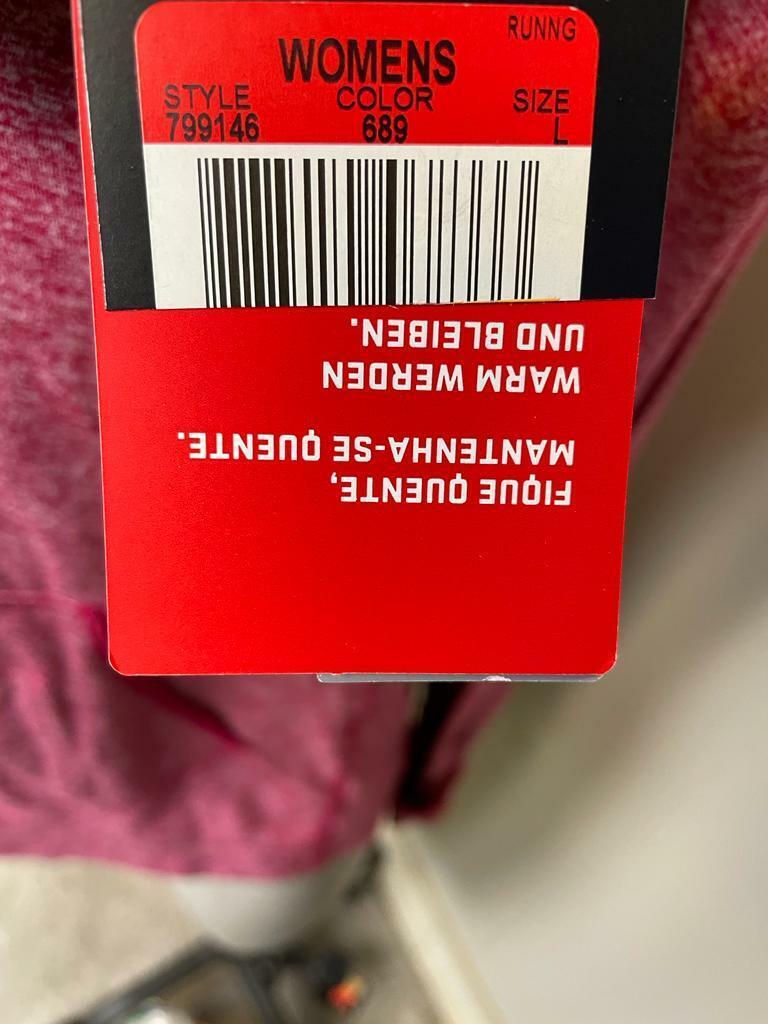 RUNNG
WOMENS
STYLE COLOR SIZE
799146 689 L
FIQUE QUENTE,
MANTENHA-SE QUENTE.
WARM WERDEN
UND BLEIBEN.